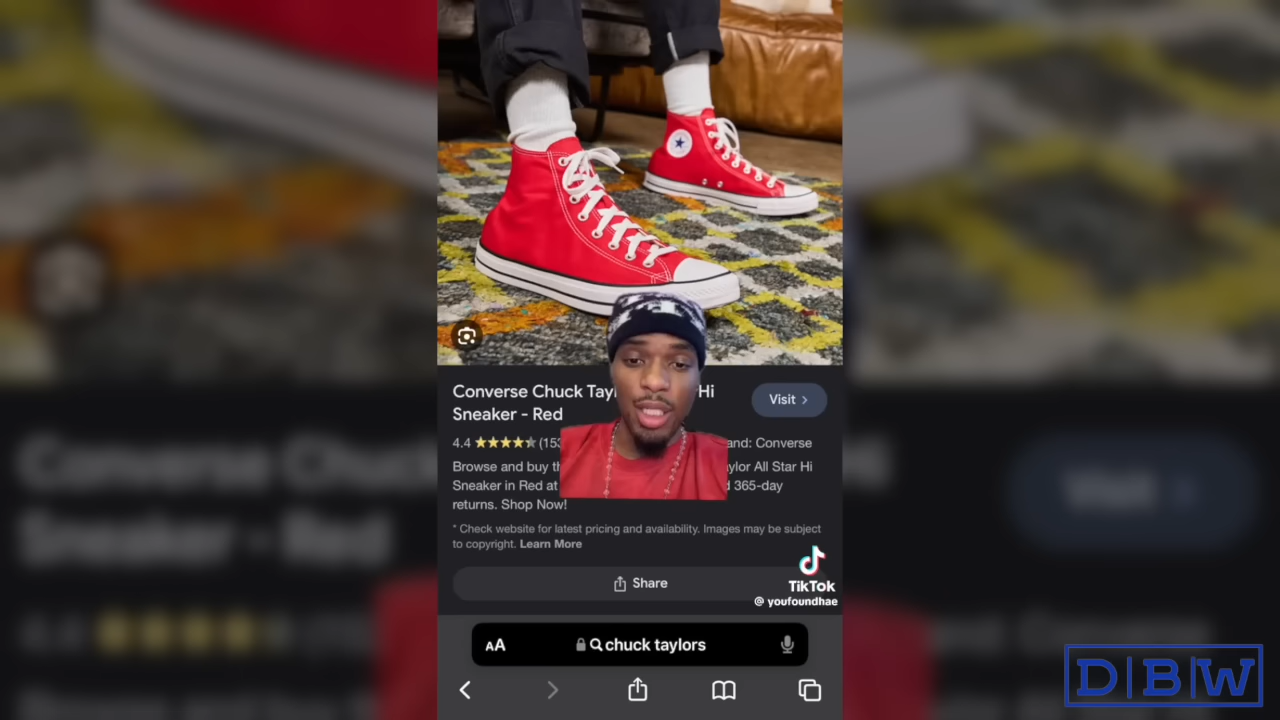 Converse Chuck Tay Hi
Sneaker - Red
Visit >
4.4 ★★★★★ (153 and: Converse
Browse and buy th aylor All Star Hi
Sneaker in Red at d 365-day
returns. Shop Now!
* Check website for latest pricing and availability. Images may be subject
to copyright. Learn More
Share
TikTok
@ youfoundhae
AA chuck taylors
D|B|W